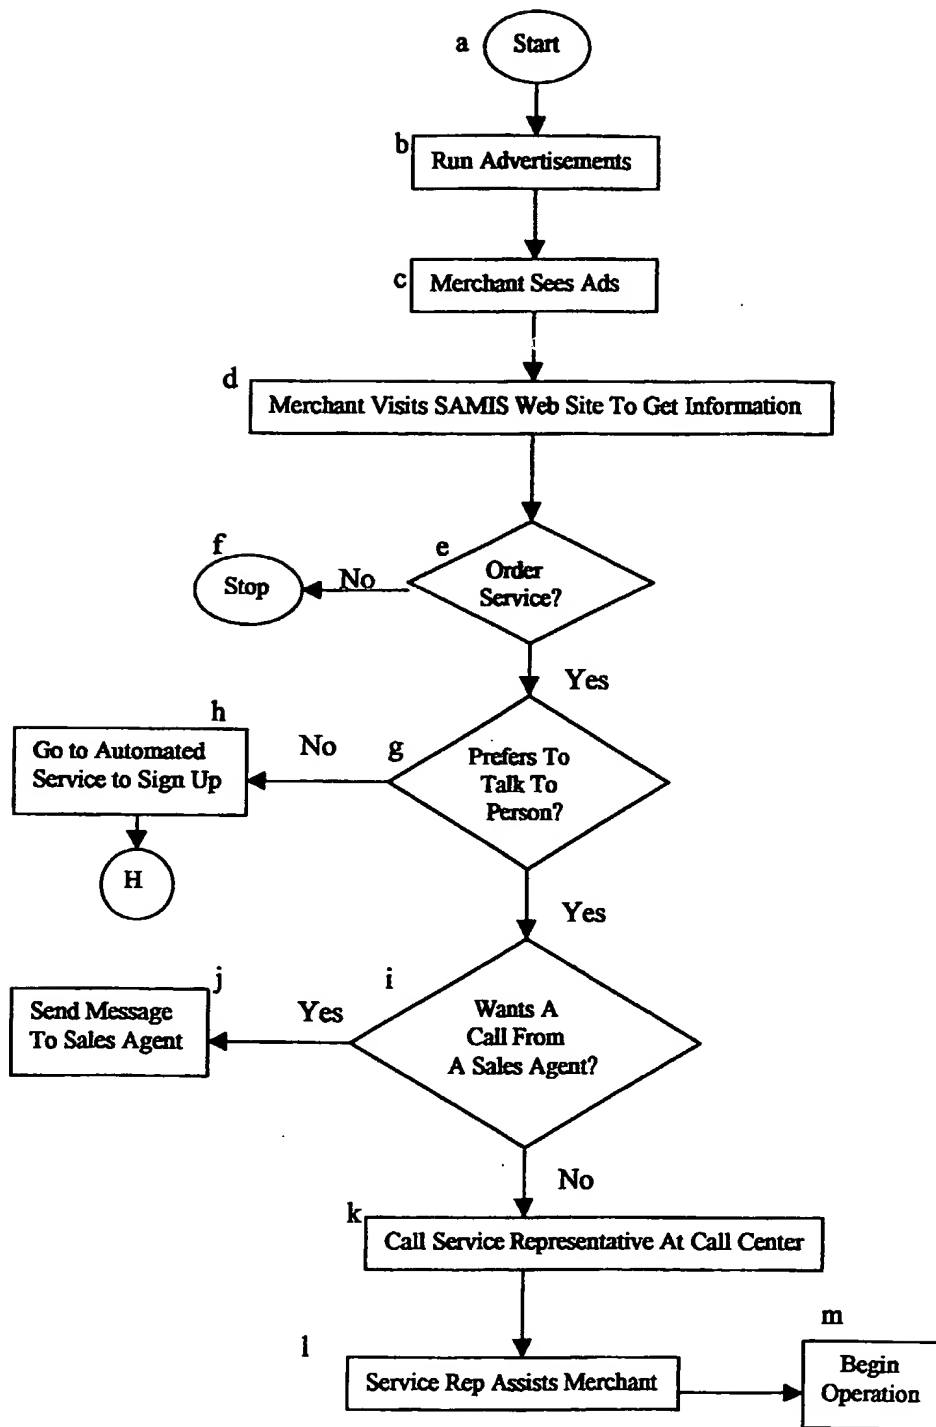 a
Start
b
Run Advertisements
c
Merchant Sees Ads
d
Merchant Visits SAMIS Web Site To Get Information
e
Order
Service?
f
Stop
No
Yes
h
Go to Automated
Service to Sign Up
No
g
Prefers To
Talk To
Person?
H
Yes
j
Send Message
To Sales Agent
Yes
i
Wants A
Call From
A Sales Agent?
No
k
Call Service Representative At Call Center
l
Service Rep Assists Merchant
m
Begin
Operation